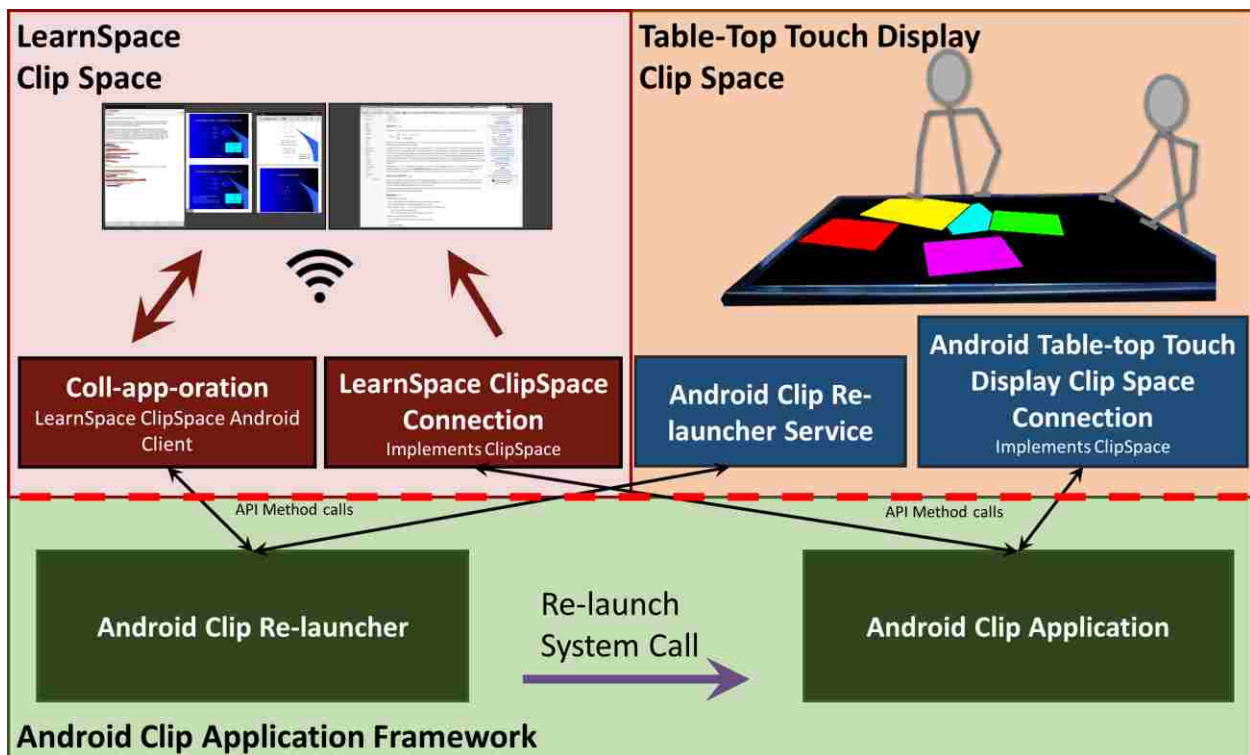 LearnSpace
Clip Space
Table-Top Touch Display
Clip Space
Coll-app-oration
LearnSpace ClipSpace Android
Client
LearnSpace ClipSpace
Connection
Implements ClipSpace
Android Clip Re-
launcher Service
Android Table-top Touch
Display Clip Space
Connection
Implements ClipSpace
API Method calls
API Method calls
Android Clip Re-launcher
Re-launch
System Call
Android Clip Application
Android Clip Application Framework